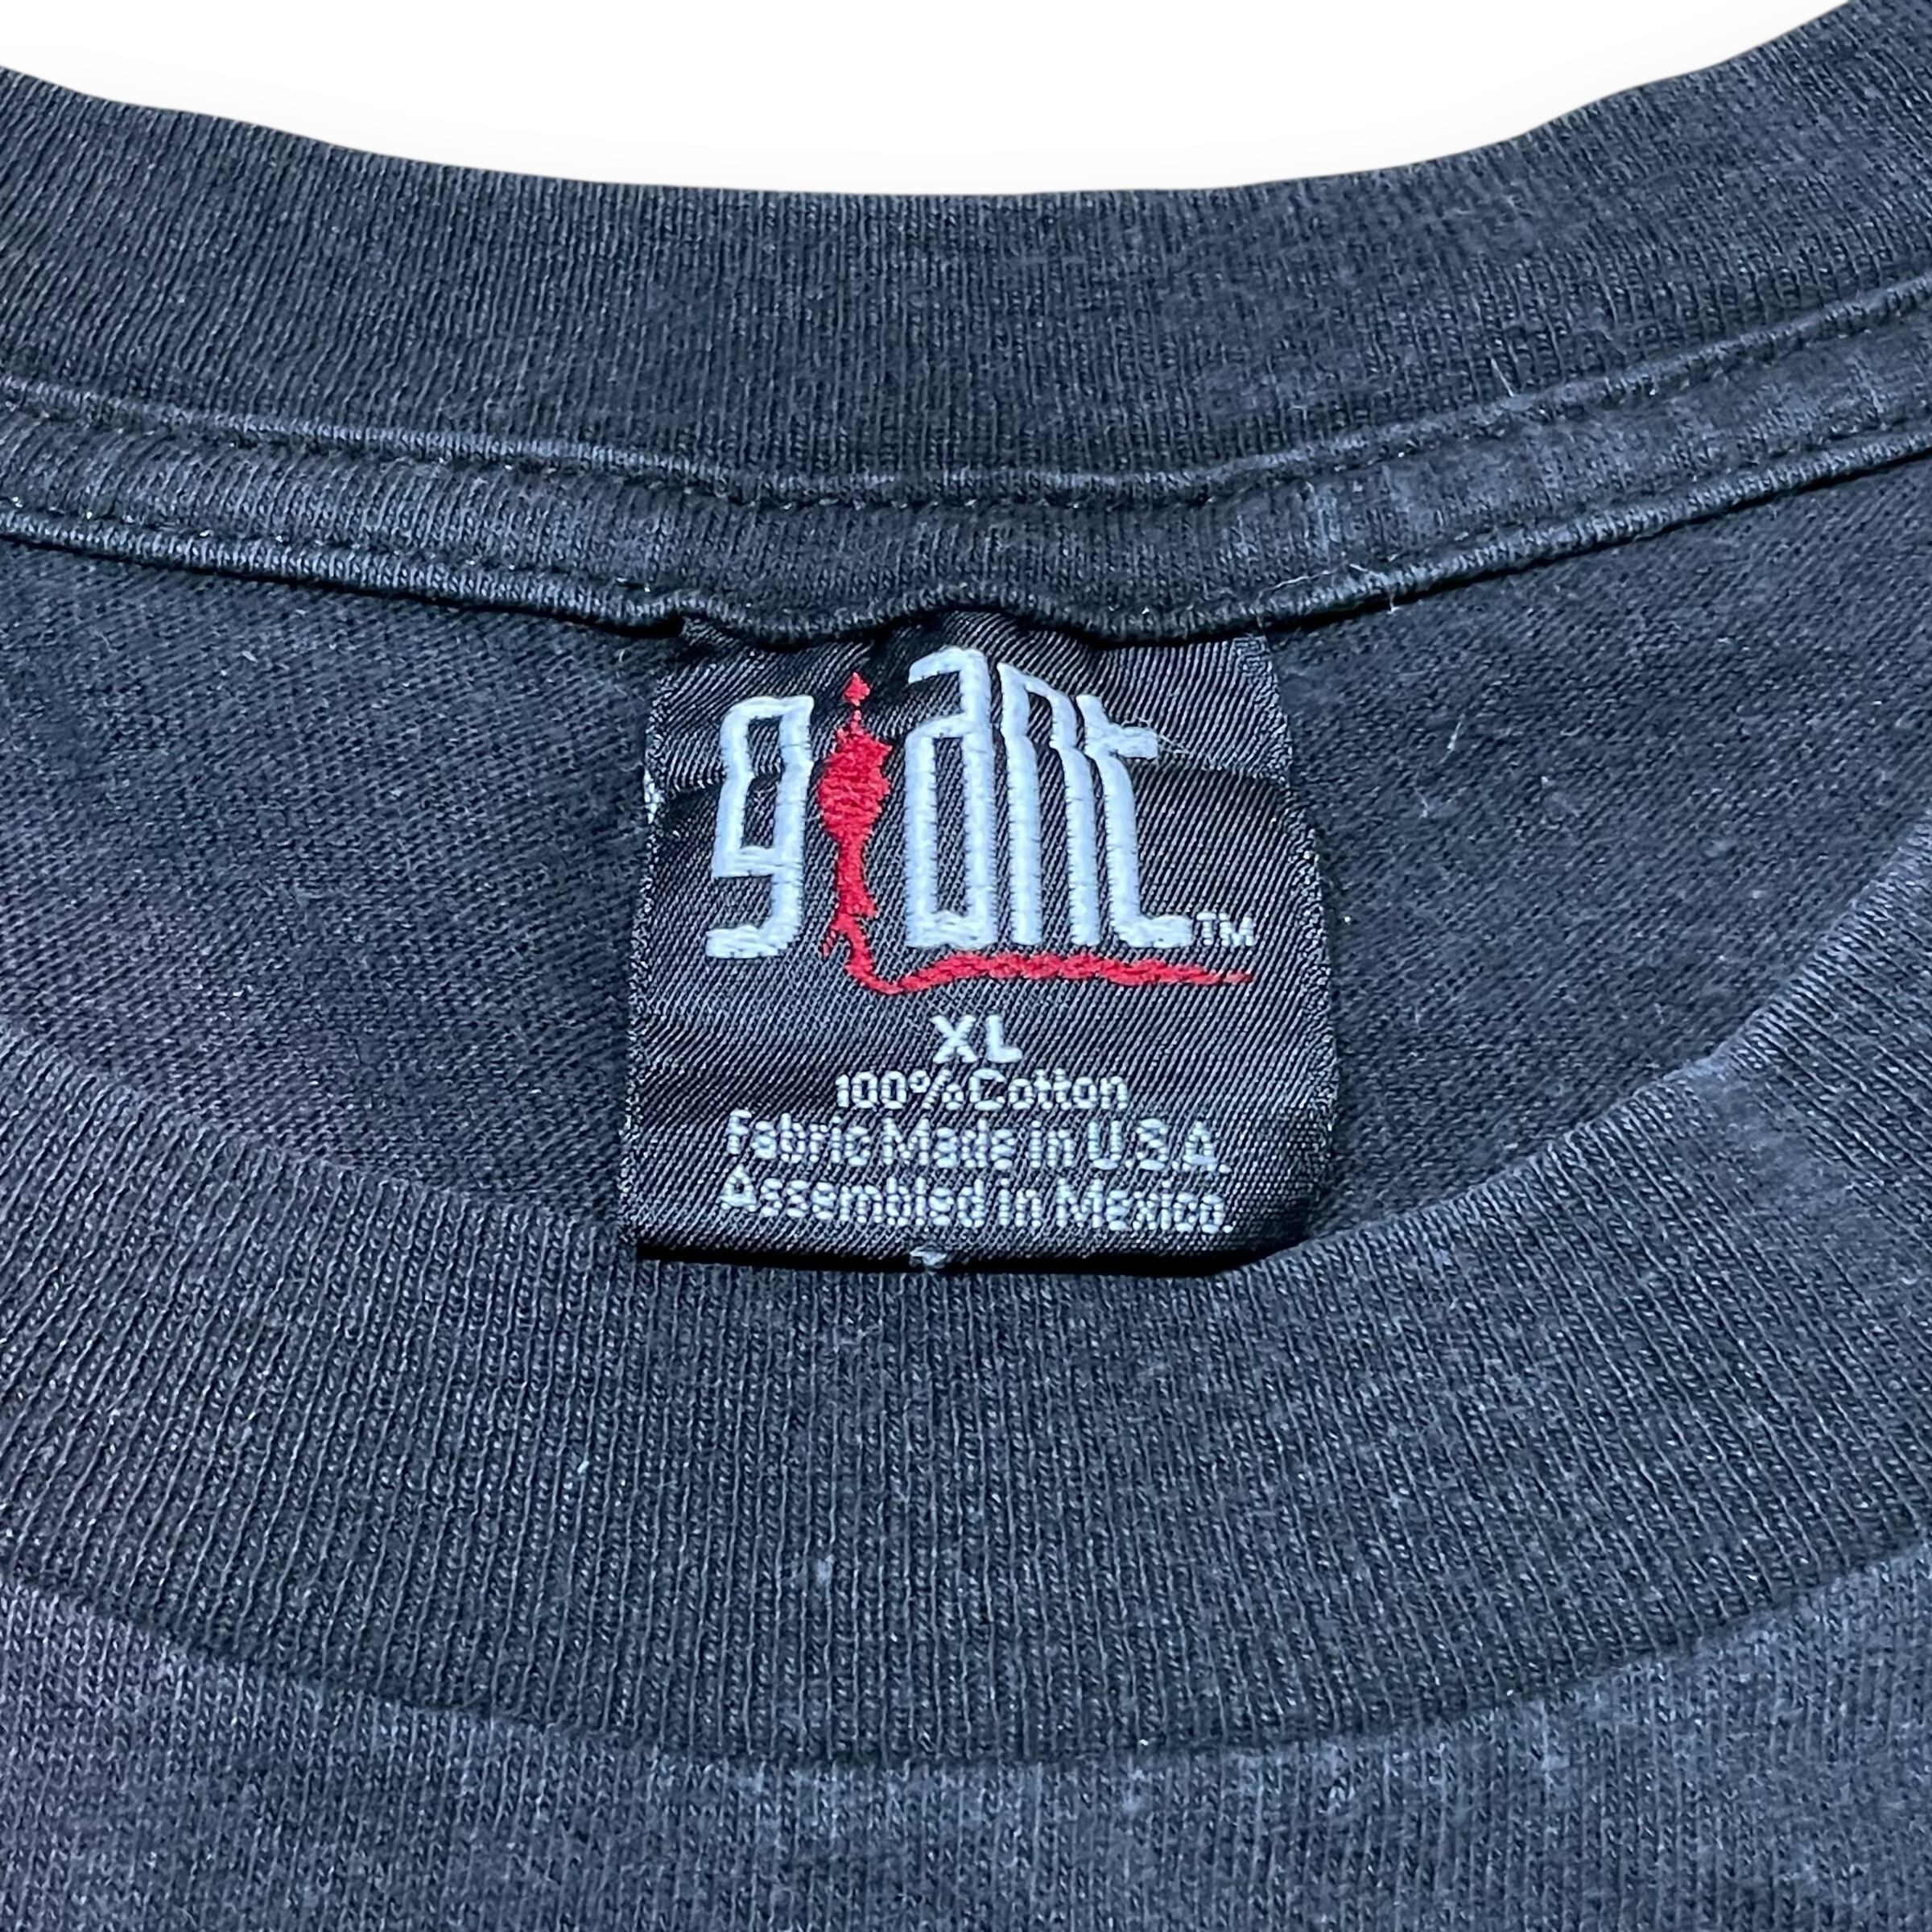 giant™
XL
100% Cotton
Fabric Made in U.S.A.
Assembled in Mexico.